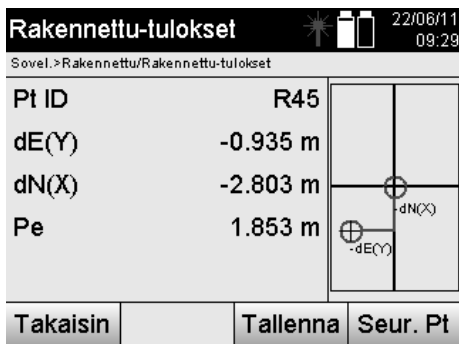 Rakennettu-tulokset
22/06/11
09:29
Sovel.>Rakennettu/Rakennettu-tulokset
Pt ID R45
dE(Y) -0.935 m
dN(X) -2.803 m
Pe 1.853 m
-dN(X)
-dE(Y)
Takaisin Tallenna Seur. Pt